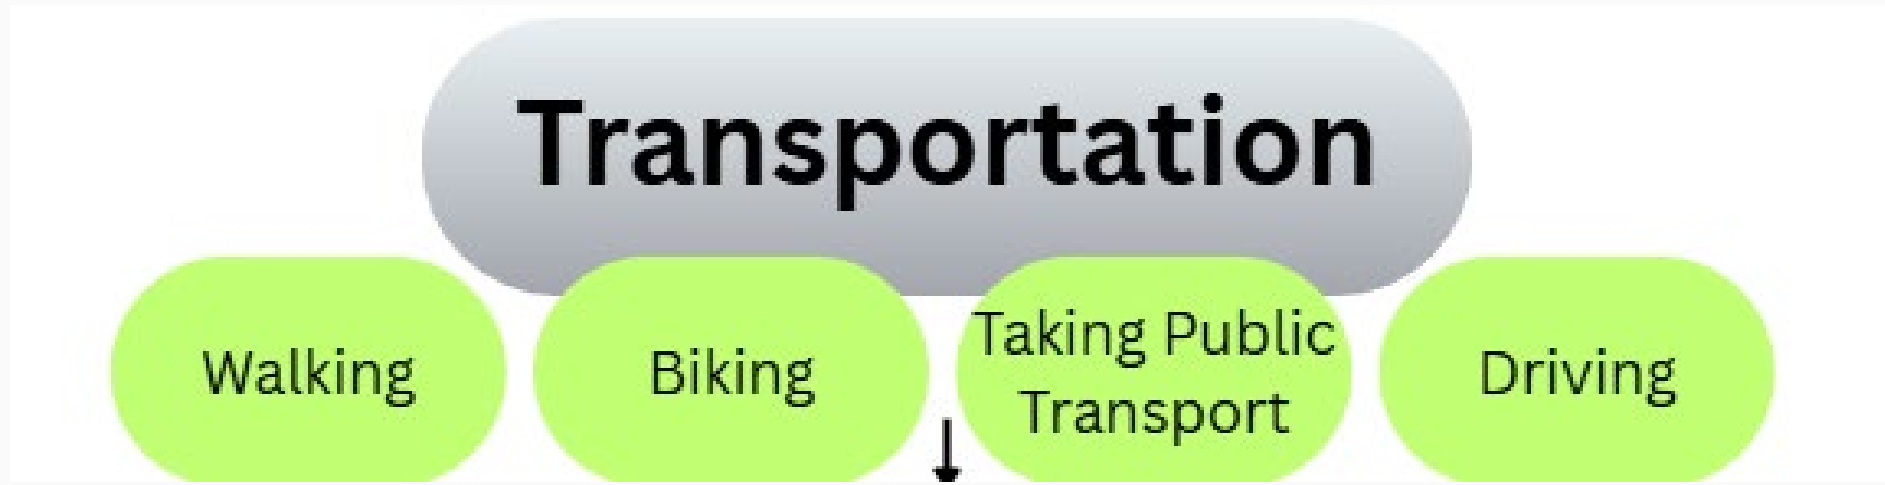 Transportation
Walking
Biking
Taking Public
Transport
Driving